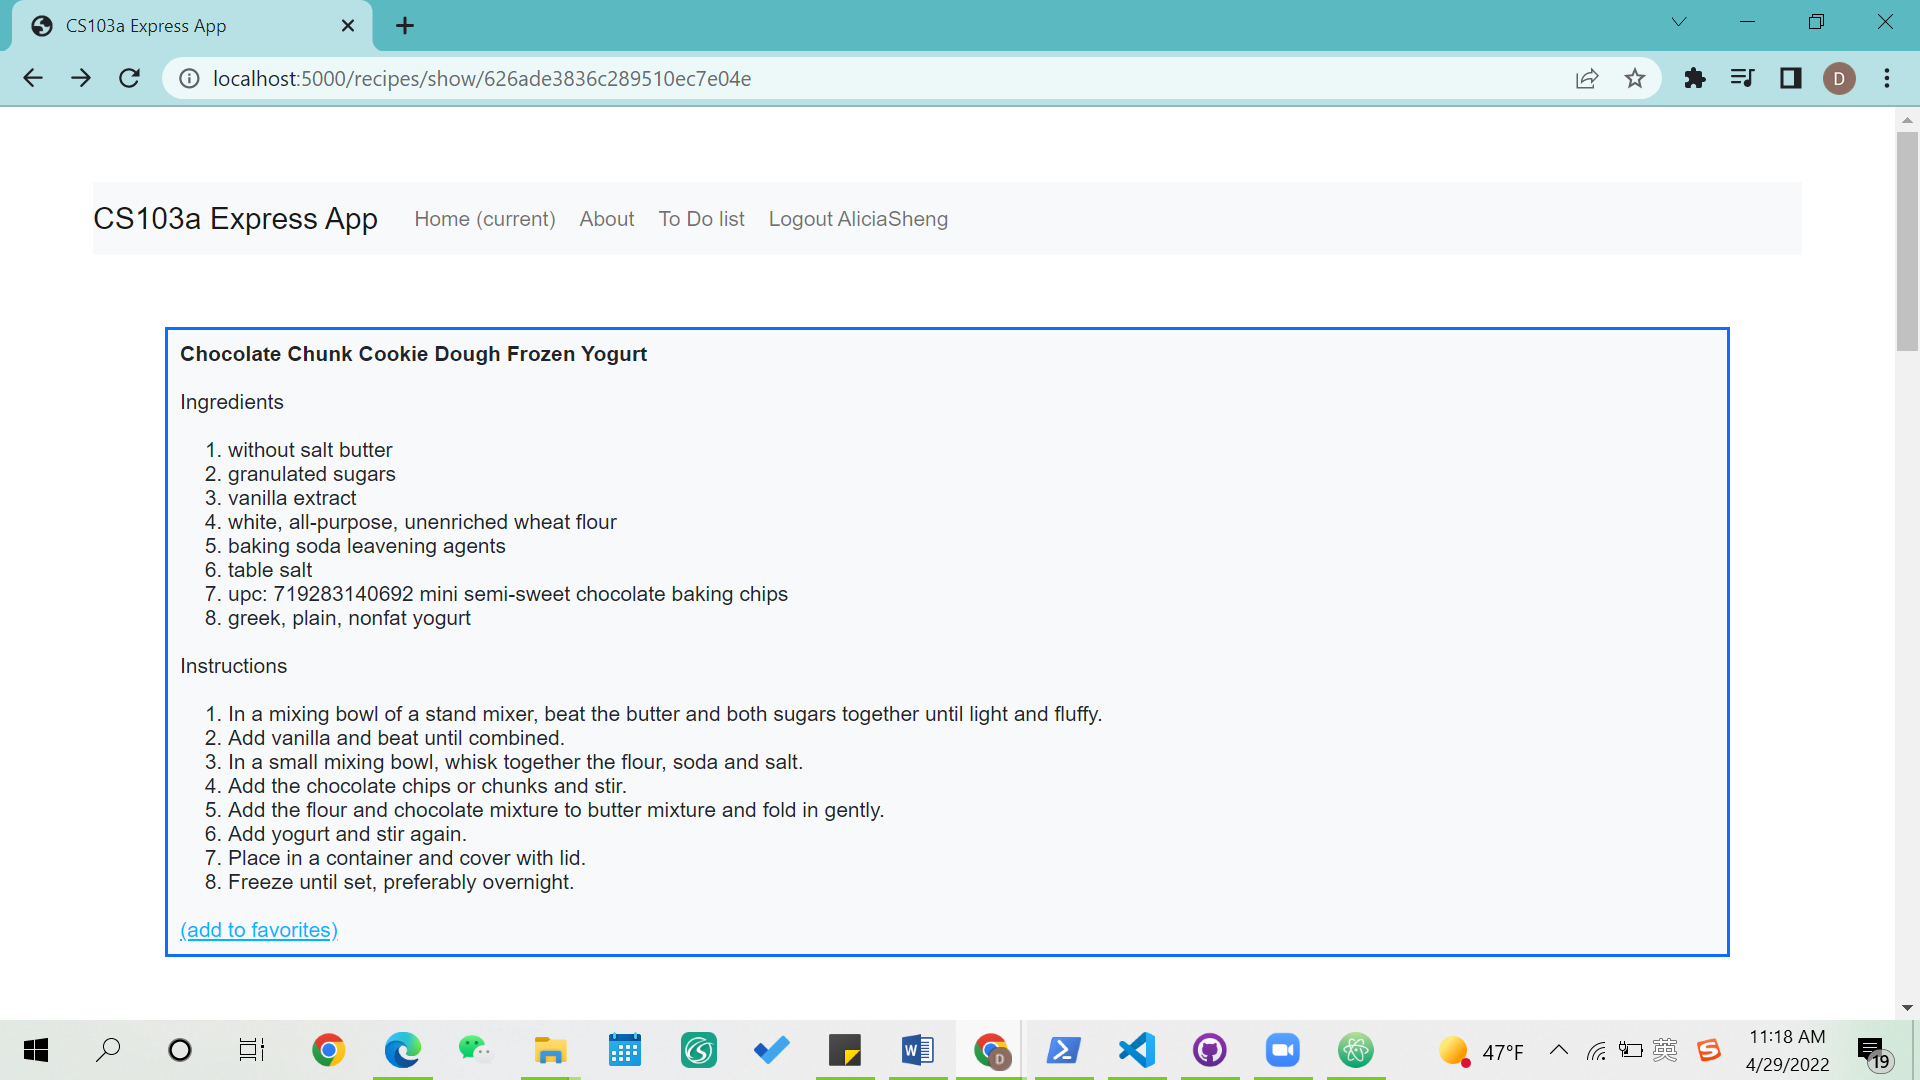 CS103a Express App
localhost:5000/recipes/show/626ade3836c289510ec7e04e
D
CS103a Express App Home (current) About To Do list Logout AliciaSheng
Chocolate Chunk Cookie Dough Frozen Yogurt
Ingredients
1. without salt butter
2. granulated sugars
3. vanilla extract
4. white, all-purpose, unenriched wheat flour
5. baking soda leavening agents
6. table salt
7. upc: 719283140692 mini semi-sweet chocolate baking chips
8. greek, plain, nonfat yogurt
Instructions
1. In a mixing bowl of a stand mixer, beat the butter and both sugars together until light and fluffy.
2. Add vanilla and beat until combined.
3. In a small mixing bowl, whisk together the flour, soda and salt.
4. Add the chocolate chips or chunks and stir.
5. Add the flour and chocolate mixture to butter mixture and fold in gently.
6. Add yogurt and stir again.
7. Place in a container and cover with lid.
8. Freeze until set, preferably overnight.
(add to favorites)
W
D
47°F
英
S
11:18 AM
4/29/2022
19